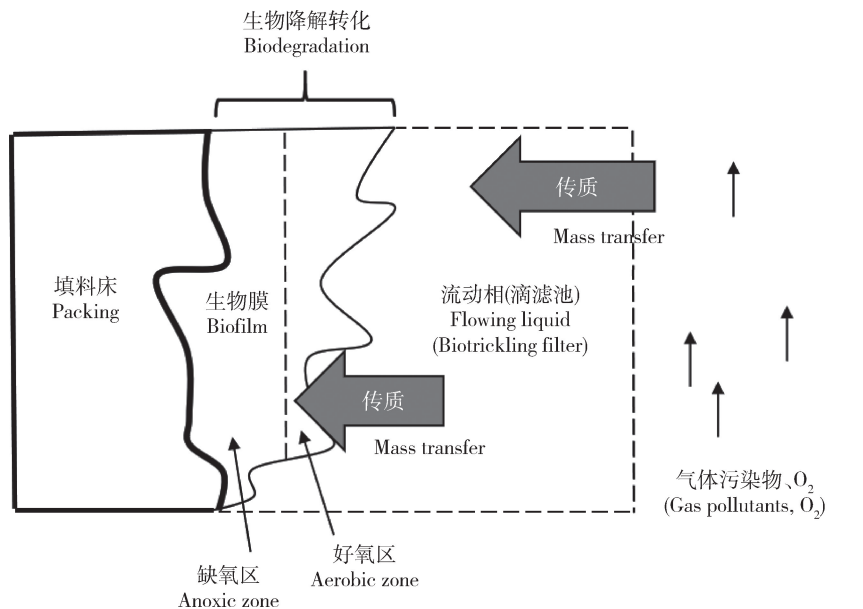 生物降解转化
Biodegradation
传质
Mass transfer
填料床
Packing
生物膜
Biofilm
流动相(滴滤池)
Flowing liquid
(Biotrickling filter)
传质
Mass transfer
气体污染物、O₂
(Gas pollutants, O₂)
好氧区
Aerobic zone
缺氧区
Anoxic zone